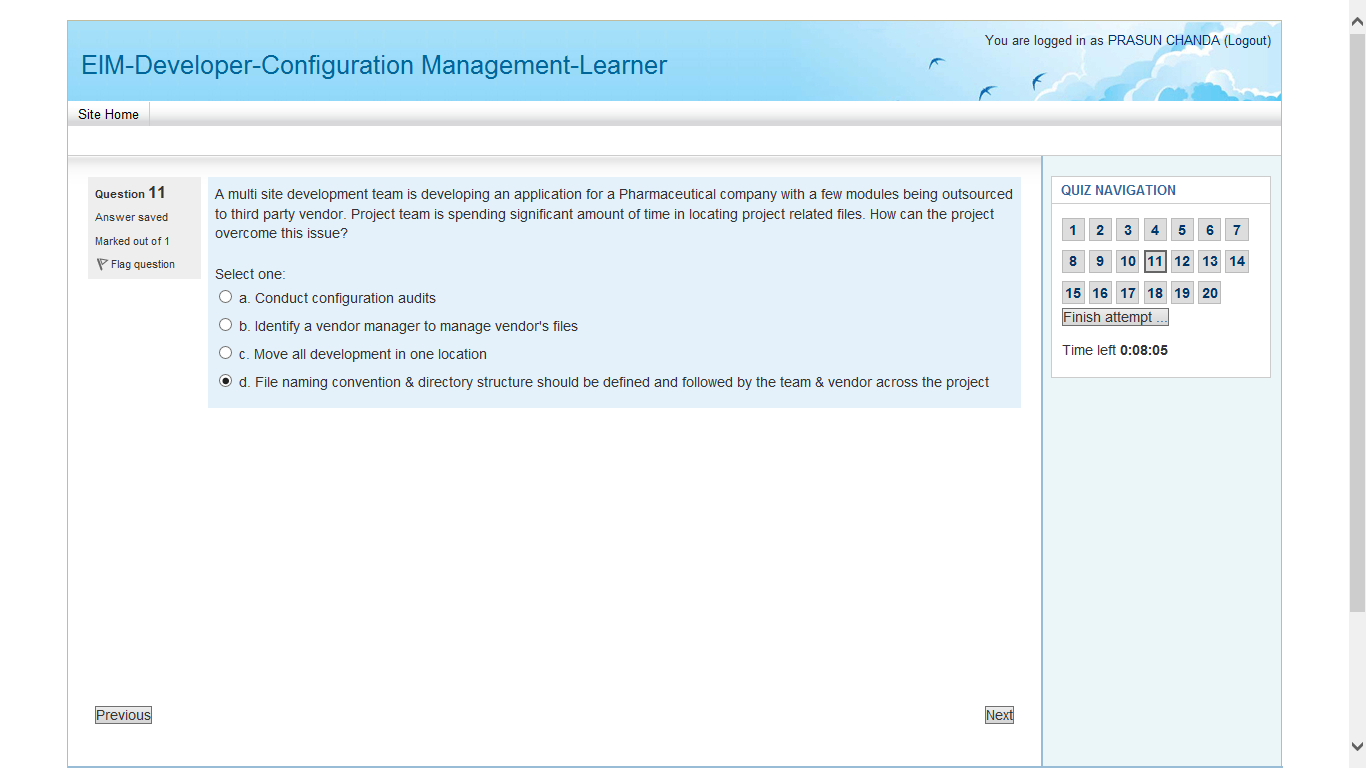 You are logged in as PRASUN CHANDA (Logout)
EIM-Developer-Configuration Management-Learner
Site Home
Question 11
Answer saved
Marked out of 1
Flag question
A multi site development team is developing an application for a Pharmaceutical company with a few modules being outsourced
to third party vendor. Project team is spending significant amount of time in locating project related files. How can the project
overcome this issue?
Select one:
a. Conduct configuration audits
b. Identify a vendor manager to manage vendor's files
c. Move all development in one location
d. File naming convention & directory structure should be defined and followed by the team & vendor across the project
Previous
Next
QUIZ NAVIGATION
1 2 3 4 5 6 7
8 9 10 11 12 13 14
15 16 17 18 19 20
Finish attempt ...
Time left 0:08:05